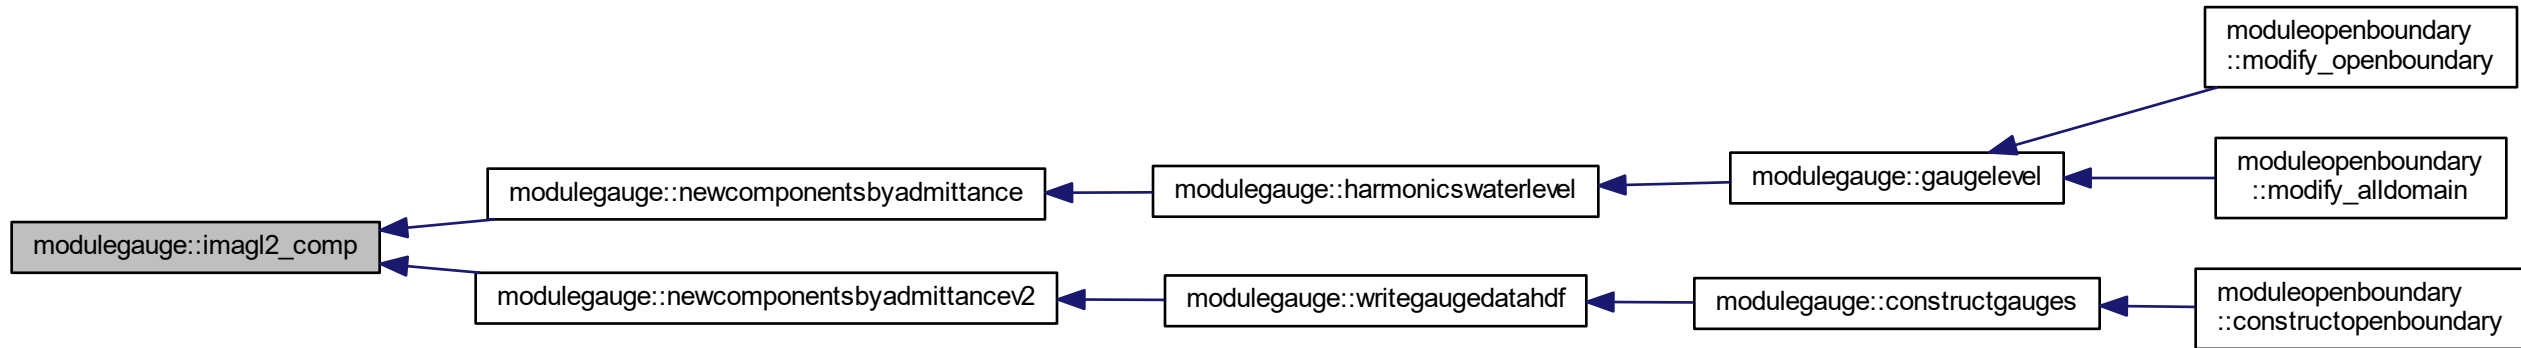 moduleopenboundary
::modify_openboundary
moduleopenboundary
::modify_alldomain
modulegauge::gaugelevel
modulegauge::harmonicswaterlevel
modulegauge::newcomponentsbyadmittance
modulegauge::imagl2_comp
modulegauge::newcomponentsbyadmittancev2
modulegauge::writegaugedatahdf
modulegauge::constructgauges
moduleopenboundary
::constructopenboundary